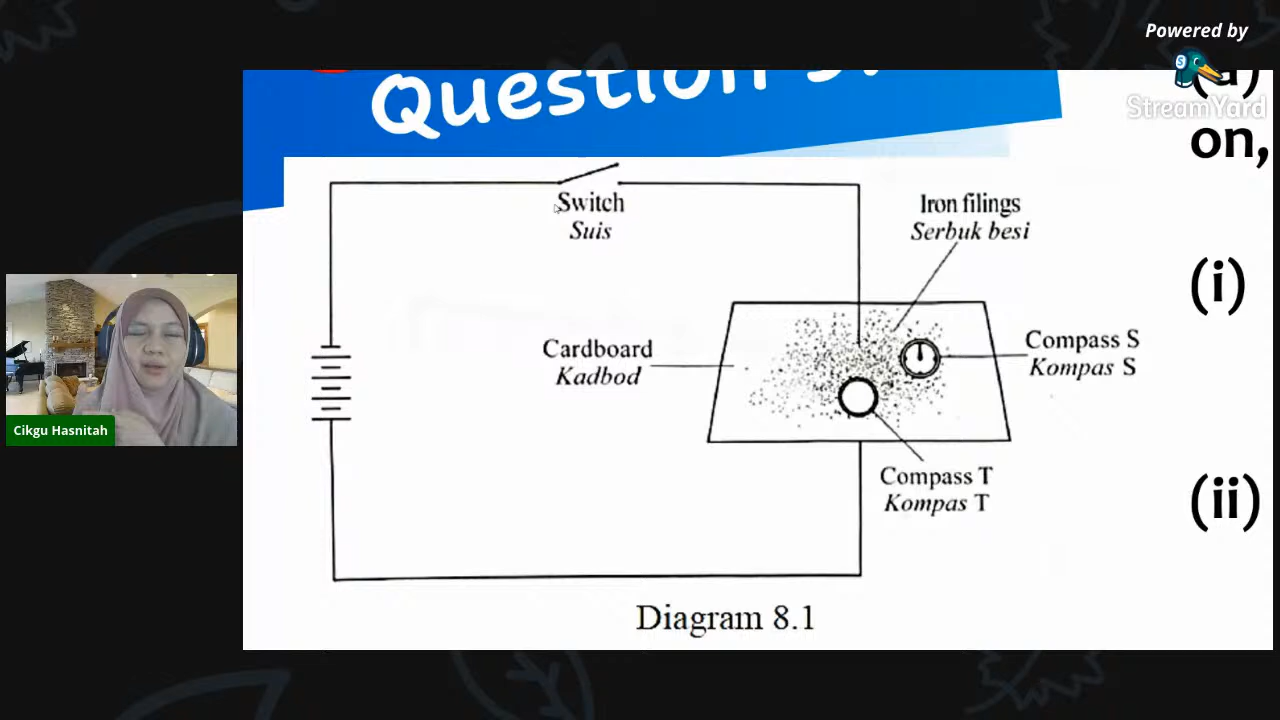 Powered by
StreamYard
Question
on,
Switch
Suis
Iron filings
Serbuk besi
(i)
Cardboard
Kadbod
Compass S
Kompas S
Cikgu Hasnitah
Compass T
Kompas T
(ii)
Diagram 8.1